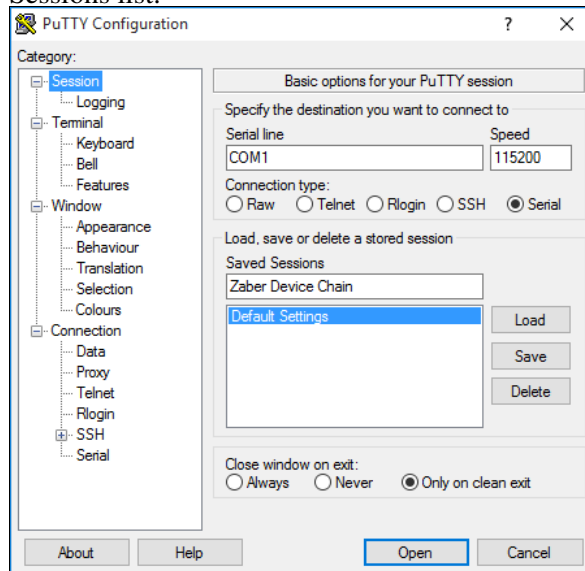 Sessions list.
PuTTY Configuration
?
Category:
Session
Logging
Terminal
Keyboard
Bell
Features
Window
Appearance
Behaviour
Translation
Selection
Colours
Connection
Data
Proxy
Telnet
Rlogin
SSH
Serial
Basic options for your PuTTY session
Specify the destination you want to connect to
Serial line Speed
COM1 115200
Connection type:
Raw Telnet Rlogin SSH Serial
Load, save or delete a stored session
Saved Sessions
Zaber Device Chain
Default Settings
Load
Save
Delete
Close window on exit:
Always Never Only on clean exit
About Help Open Cancel